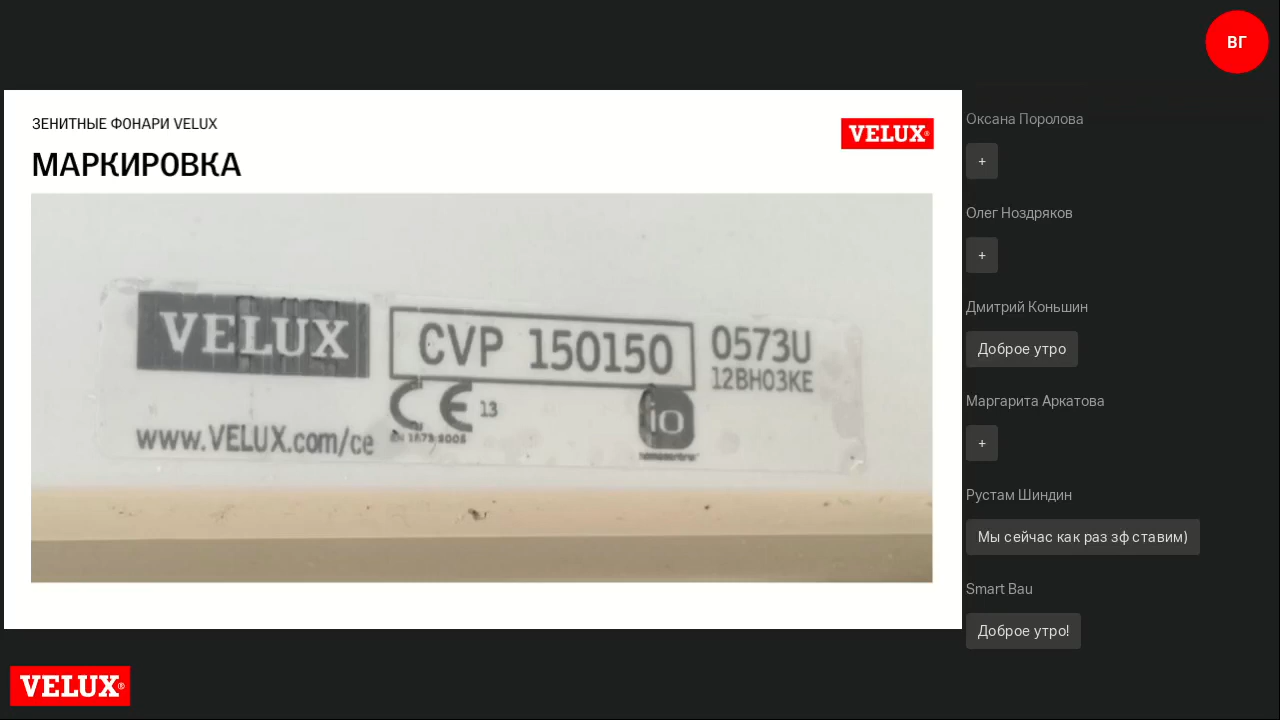 ВГ
ЗЕНИТНЫЕ ФОНАРИ VELUX
VELUX®
МАРКИРОВКА
VELUX
CVP 150150
0573U
12BH03KE
CE 13
io
www.VELUX.com/ce
Оксана Поролова
+
Олег Ноздряков
+
Дмитрий Коньшин
Доброе утро
Маргарита Аркатова
+
Рустам Шиндин
Мы сейчас как раз зф ставим)
Smart Bau
Доброе утро!
VELUX®